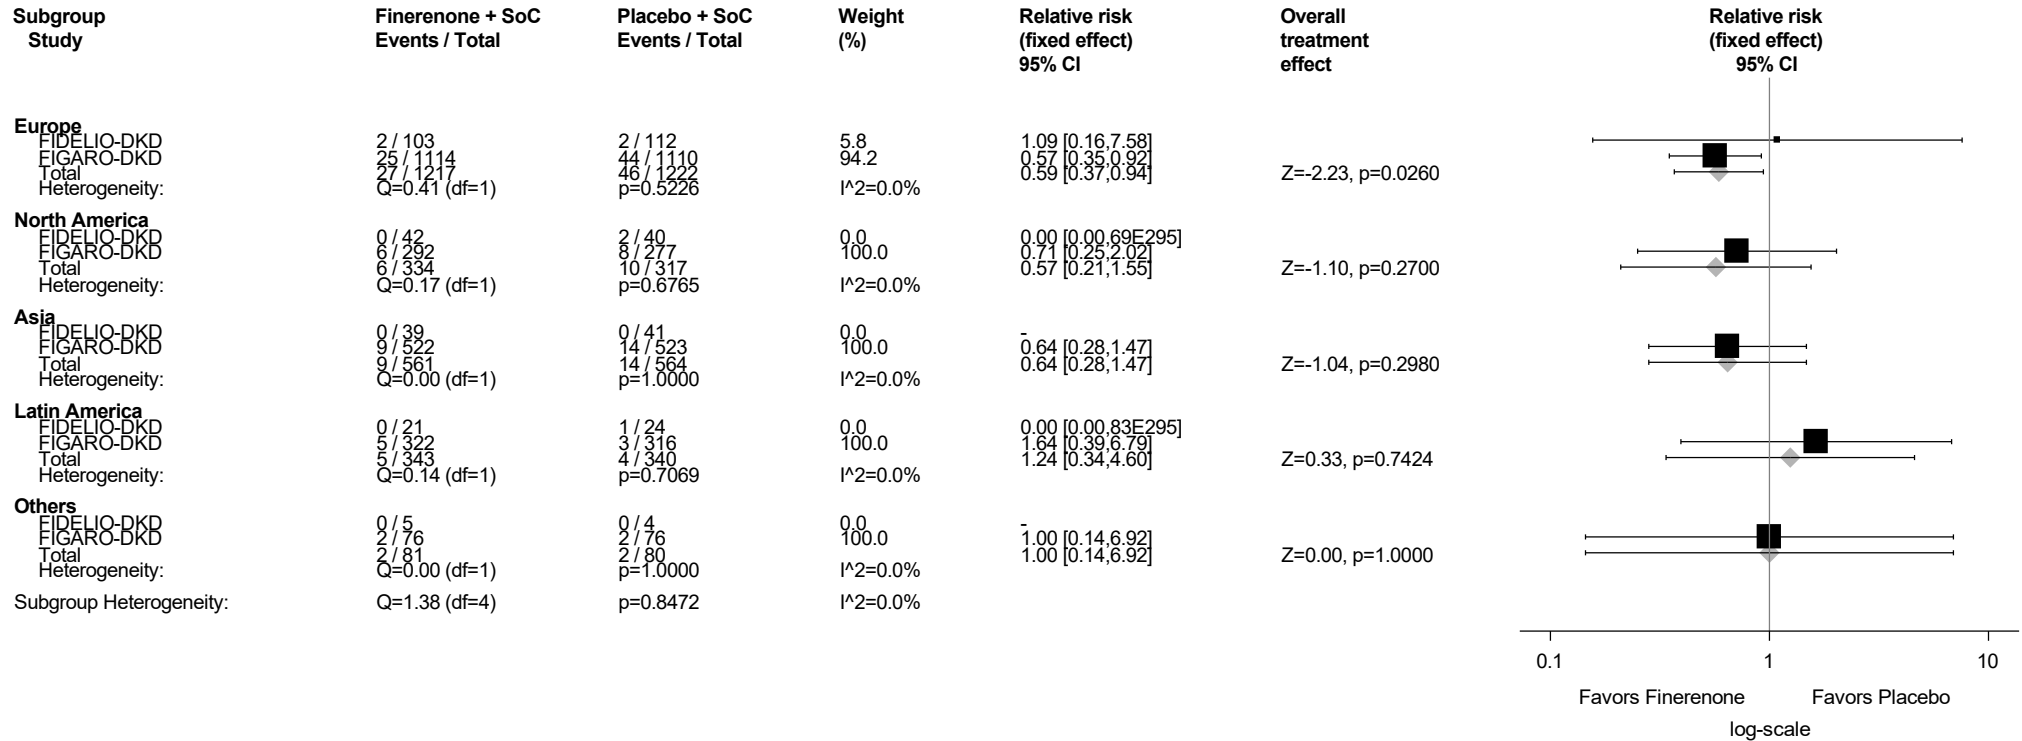 Subgroup Finerenone + SoC Placebo + SoC Weight Relative risk Overall Relative risk
Study Events / Total Events / Total (%) (fixed effect) treatment (fixed effect)
95% CI effect 95% CI
Europe
FIDELIO-DKD 2 / 103 2 / 112 5.8 1.09 [0.16,7.58]
FIGARO-DKD 25 / 1114 44 / 1110 94.2 0.57 [0.35,0.92]
Total 27 / 1217 46 / 1222 0.59 [0.37,0.94] Z=-2.23, p=0.0260
Heterogeneity: Q=0.41 (df=1) p=0.5226 I^2=0.0%
North America
FIDELIO-DKD 0 / 42 2 / 40 0.0 0.00 [0.00,69E295]
FIGARO-DKD 6 / 292 8 / 277 100.0 0.71 [0.25,2.02]
Total 6 / 334 10 / 317 0.57 [0.21,1.55] Z=-1.10, p=0.2700
Heterogeneity: Q=0.17 (df=1) p=0.6765 I^2=0.0%
Asia
FIDELIO-DKD 0 / 39 0 / 41 0.0 -
FIGARO-DKD 9 / 522 14 / 523 100.0 0.64 [0.28,1.47]
Total 9 / 561 14 / 564 0.64 [0.28,1.47] Z=-1.04, p=0.2980
Heterogeneity: Q=0.00 (df=1) p=1.0000 I^2=0.0%
Latin America
FIDELIO-DKD 0 / 21 1 / 24 0.0 0.00 [0.00,83E295]
FIGARO-DKD 5 / 322 3 / 316 100.0 1.64 [0.39,6.79]
Total 5 / 343 4 / 340 1.24 [0.34,4.60] Z=0.33, p=0.7424
Heterogeneity: Q=0.14 (df=1) p=0.7069 I^2=0.0%
Others
FIDELIO-DKD 0 / 5 0 / 4 0.0 -
FIGARO-DKD 2 / 76 2 / 76 100.0 1.00 [0.14,6.92]
Total 2 / 81 2 / 80 1.00 [0.14,6.92] Z=0.00, p=1.0000
Heterogeneity: Q=0.00 (df=1) p=1.0000 I^2=0.0%
Subgroup Heterogeneity: Q=1.38 (df=4) p=0.8472 I^2=0.0%
0.1 1 10
Favors Finerenone Favors Placebo
log-scale